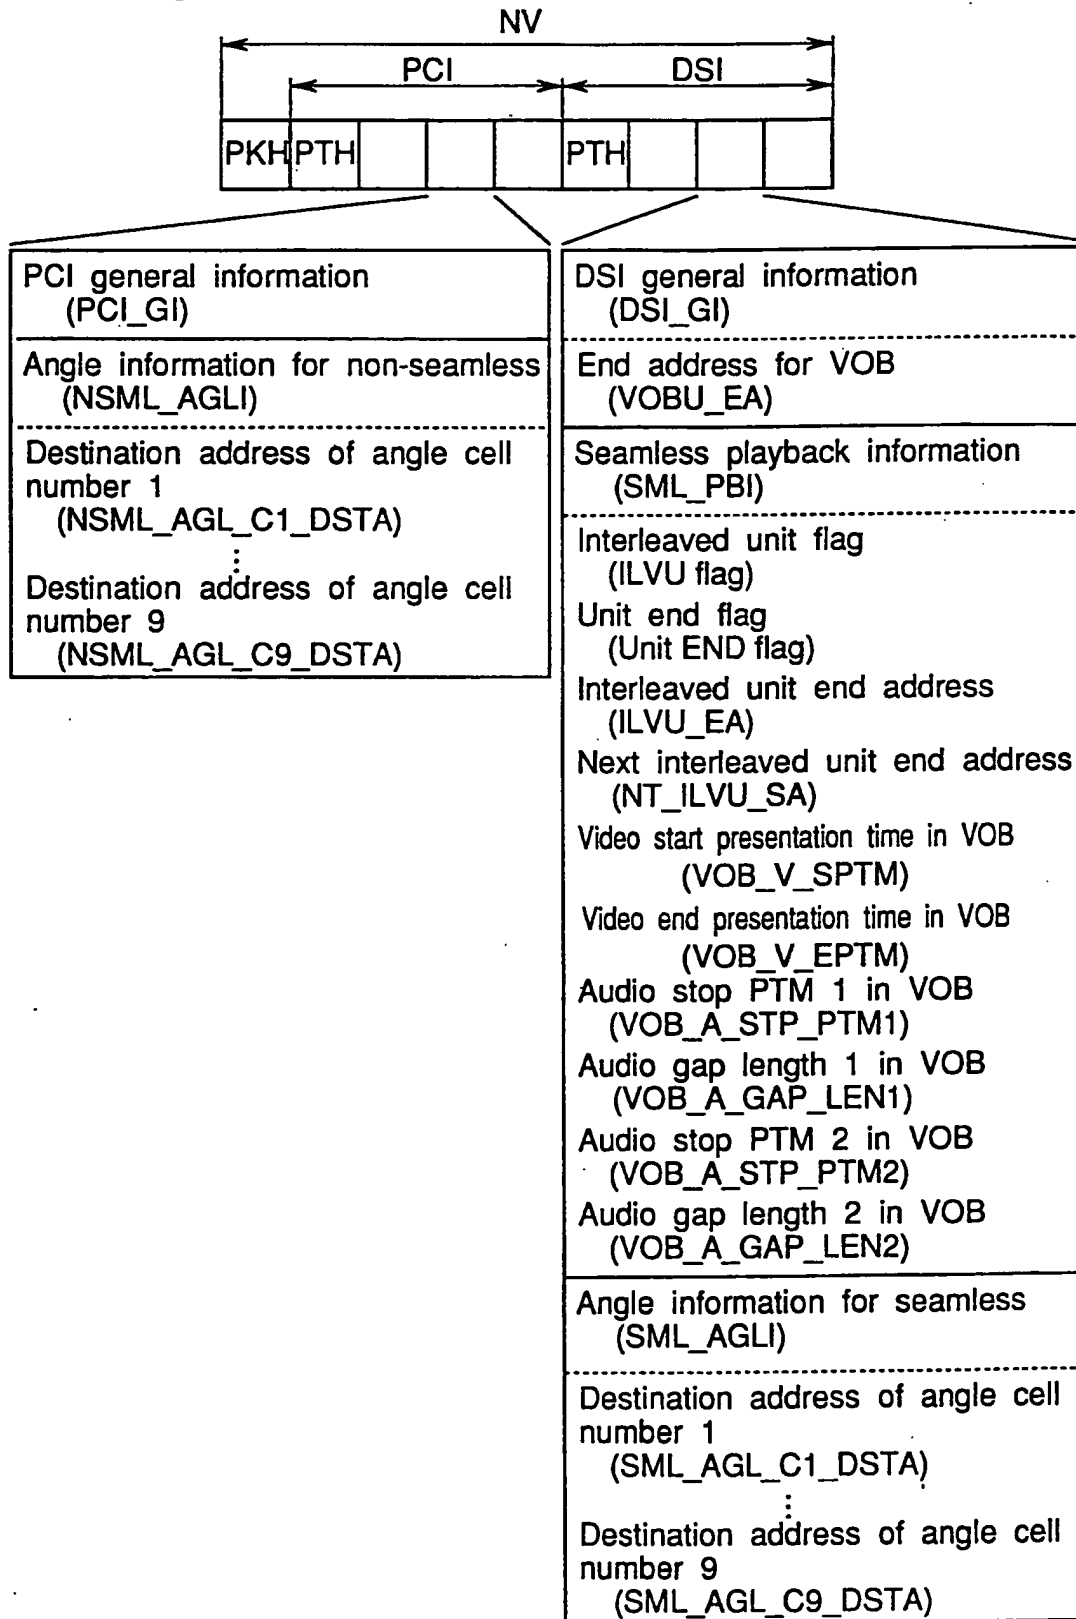 NV
PCI DSI
PKH PTH PTH
PCI general information
(PCI_GI)
Angle information for non-seamless
(NSML_AGLI)
Destination address of angle cell
number 1
(NSML_AGL_C1_DSTA)
⋮
Destination address of angle cell
number 9
(NSML_AGL_C9_DSTA)
DSI general information
(DSI_GI)
End address for VOB
(VOBU_EA)
Seamless playback information
(SML_PBI)
Interleaved unit flag
(ILVU flag)
Unit end flag
(Unit END flag)
Interleaved unit end address
(ILVU_EA)
Next interleaved unit end address
(NT_ILVU_SA)
Video start presentation time in VOB
(VOB_V_SPTM)
Video end presentation time in VOB
(VOB_V_EPTM)
Audio stop PTM 1 in VOB
(VOB_A_STP_PTM1)
Audio gap length 1 in VOB
(VOB_A_GAP_LEN1)
Audio stop PTM 2 in VOB
(VOB_A_STP_PTM2)
Audio gap length 2 in VOB
(VOB_A_GAP_LEN2)
Angle information for seamless
(SML_AGLI)
Destination address of angle cell
number 1
(SML_AGL_C1_DSTA)
⋮
Destination address of angle cell
number 9
(SML_AGL_C9_DSTA)